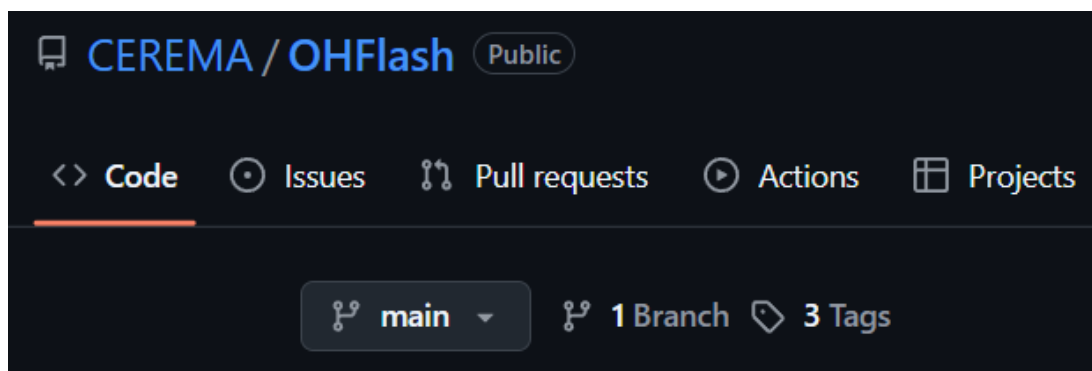 CEREMA / OHFlash Public
Code Issues Pull requests Actions Projects
main 1 Branch 3 Tags